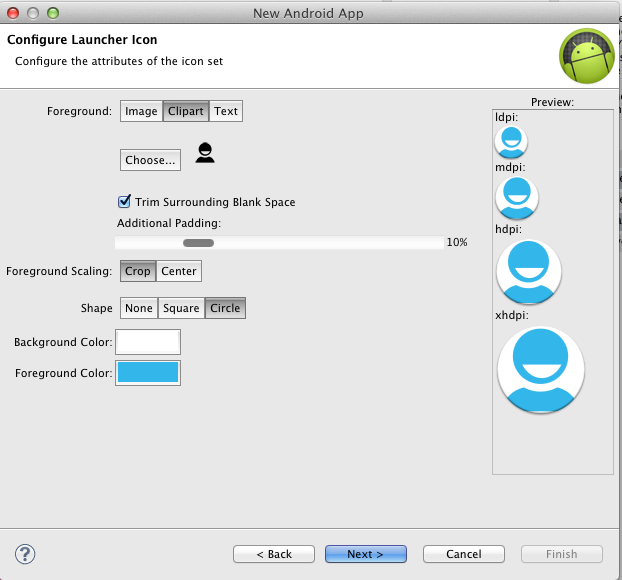 New Android App
Configure Launcher Icon
Configure the attributes of the icon set
Foreground: Image Clipart Text
Choose...
Trim Surrounding Blank Space
Additional Padding:
10%
Foreground Scaling: Crop Center
Shape None Square Circle
Background Color:
Foreground Color:
Preview:
ldpi:
mdpi:
hdpi:
xhdpi:
? < Back Next > Cancel Finish